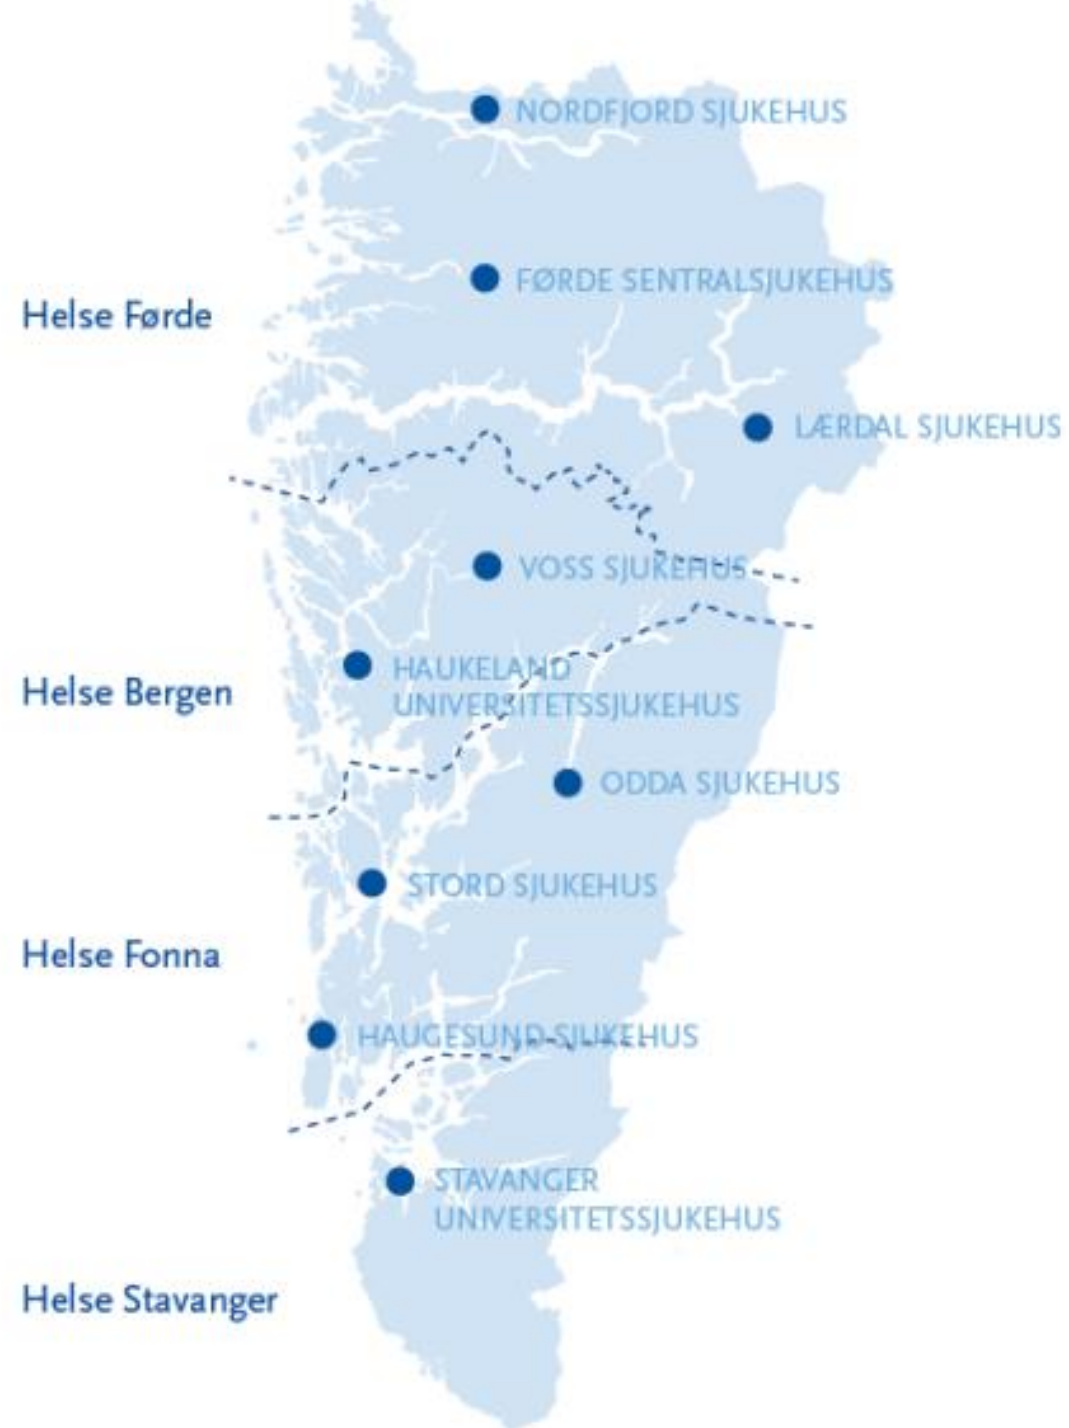 NORDFJORD SJUKEHUS
FØRDE SENTRALSJUKEHUS
Helse Førde
LÆRDAL SJUKEHUS
VOSS SJUKEHUS
HAUKELAND
UNIVERSITETSSJUKEHUS
Helse Bergen
ODDA SJUKEHUS
STORD SJUKEHUS
Helse Fonna
HAUGESUND SJUKEHUS
STAVANGER
UNIVERSITETSSJUKEHUS
Helse Stavanger